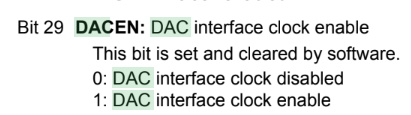 Bit 29 DACEN: DAC interface clock enable
This bit is set and cleared by software.
0: DAC interface clock disabled
1: DAC interface clock enable